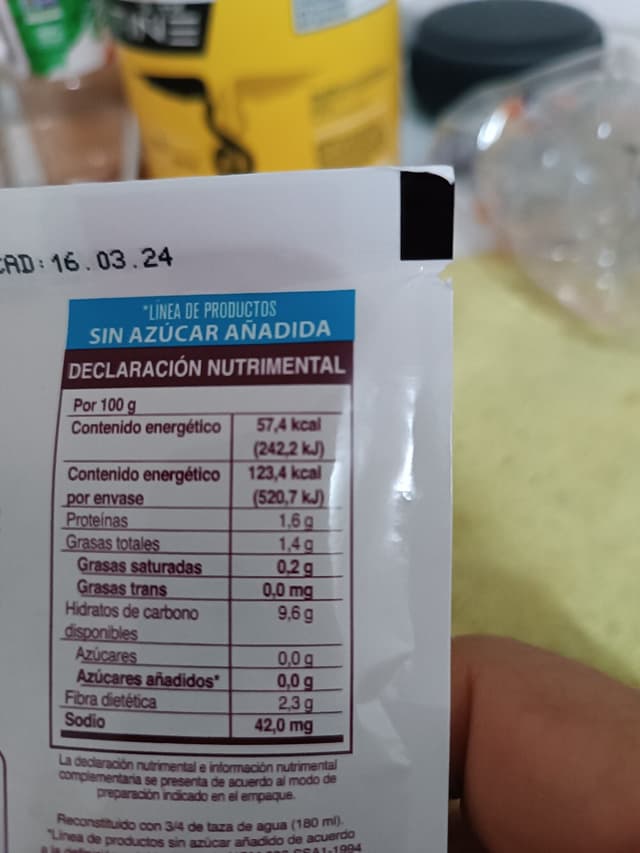 CAD: 16.03.24
*LÍNEA DE PRODUCTOS
SIN AZÚCAR AÑADIDA
DECLARACIÓN NUTRIMENTAL
Por 100 g
Contenido energético 57,4 kcal
(242,2 kJ)
Contenido energético 123,4 kcal
por envase (520,7 kJ)
Proteínas 1,6 g
Grasas totales 1,4 g
Grasas saturadas 0,2 g
Grasas trans 0,0 mg
Hidratos de carbono 9,6 g
disponibles
Azúcares 0,0 g
Azúcares añadidos* 0,0 g
Fibra dietética 2,3 g
Sodio 42,0 mg
La declaración nutrimental e información nutrimental
complementaria se presenta de acuerdo al modo de
preparación indicado en el empaque.
Reconstituido con 3/4 de taza de agua (180 ml).
*Línea de productos sin azúcar añadido de acuerdo